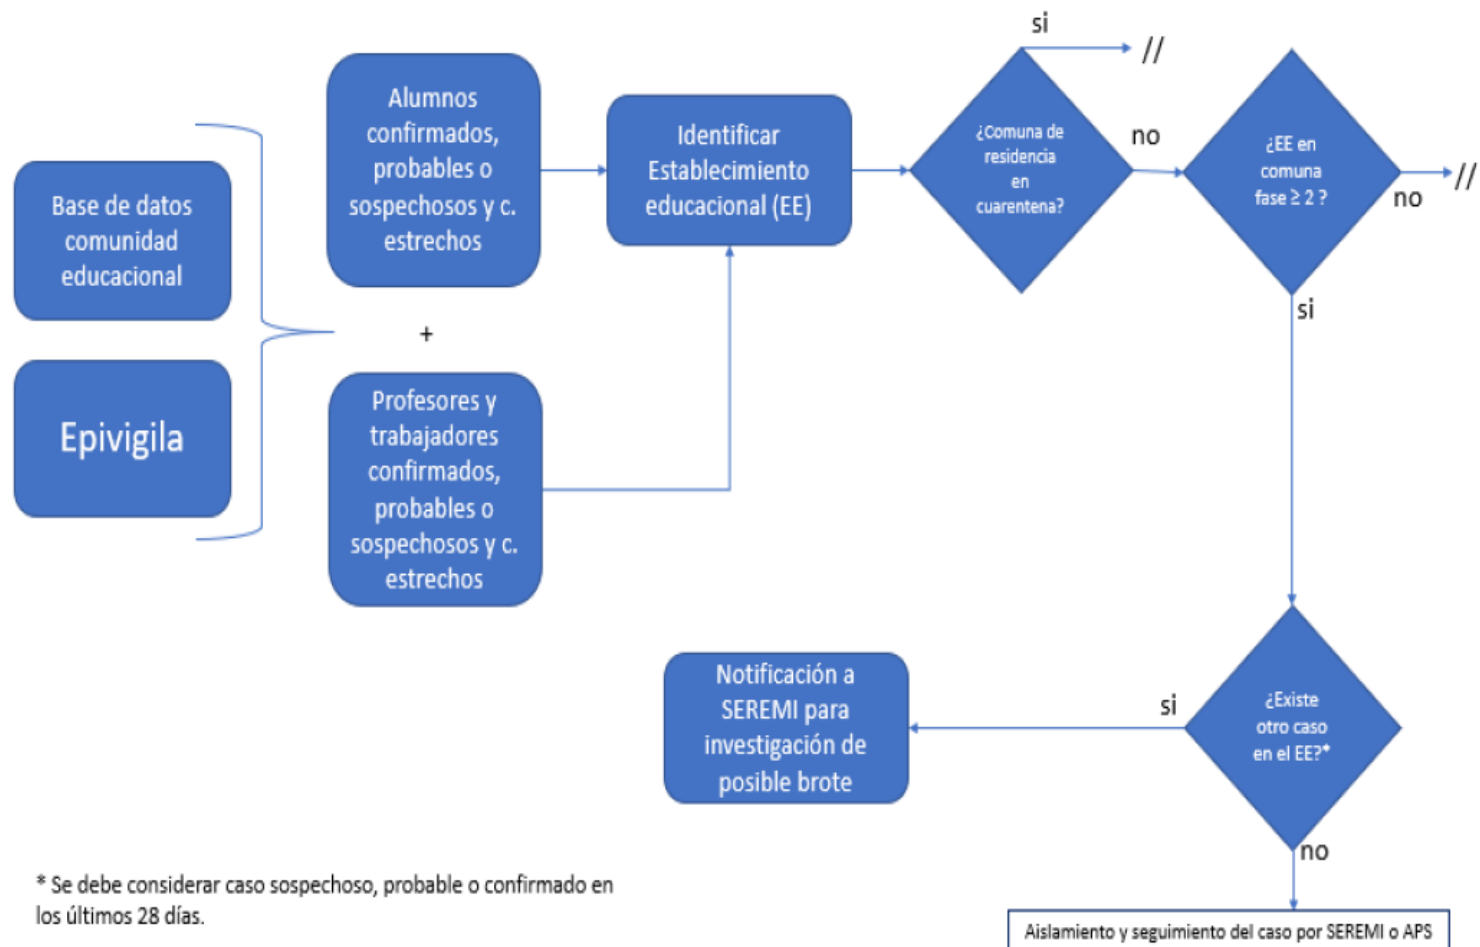 Base de datos
comunidad
educacional
Epivigila
Alumnos
confirmados,
probables o
sospechosos y c.
estrechos
+
Profesores y
trabajadores
confirmados,
probables o
sospechosos y c.
estrechos
Identificar
Establecimiento
educacional (EE)
¿Comuna de
residencia
en
cuarentena?
si
//
no
¿EE en
comuna
fase ≥ 2 ?
no
//
si
¿Existe
otro caso
en el EE?*
si
Notificación a
SEREMI para
investigación de
posible brote
no
Aislamiento y seguimiento del caso por SEREMI o APS
* Se debe considerar caso sospechoso, probable o confirmado en
los últimos 28 días.